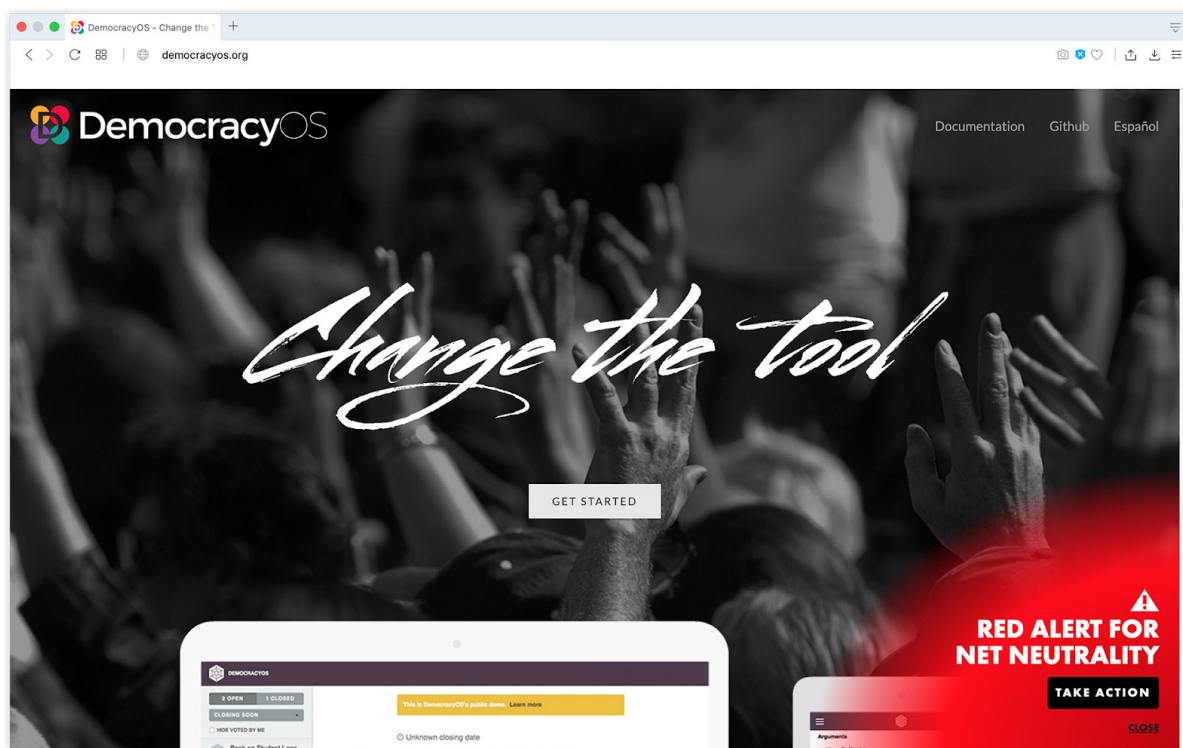 DemocracyOS - Change the T
democracyos.org
DemocracyOS
Documentation Github Español
Change the tool
GET STARTED
RED ALERT FOR
NET NEUTRALITY
TAKE ACTION
CLOSE
DEMOCRACYOS
2 OPEN 1 CLOSED
CLOSING SOON
HIDE VOTED BY ME
This is DemocracyOS's public demo. Learn more
Unknown closing date
Arguments